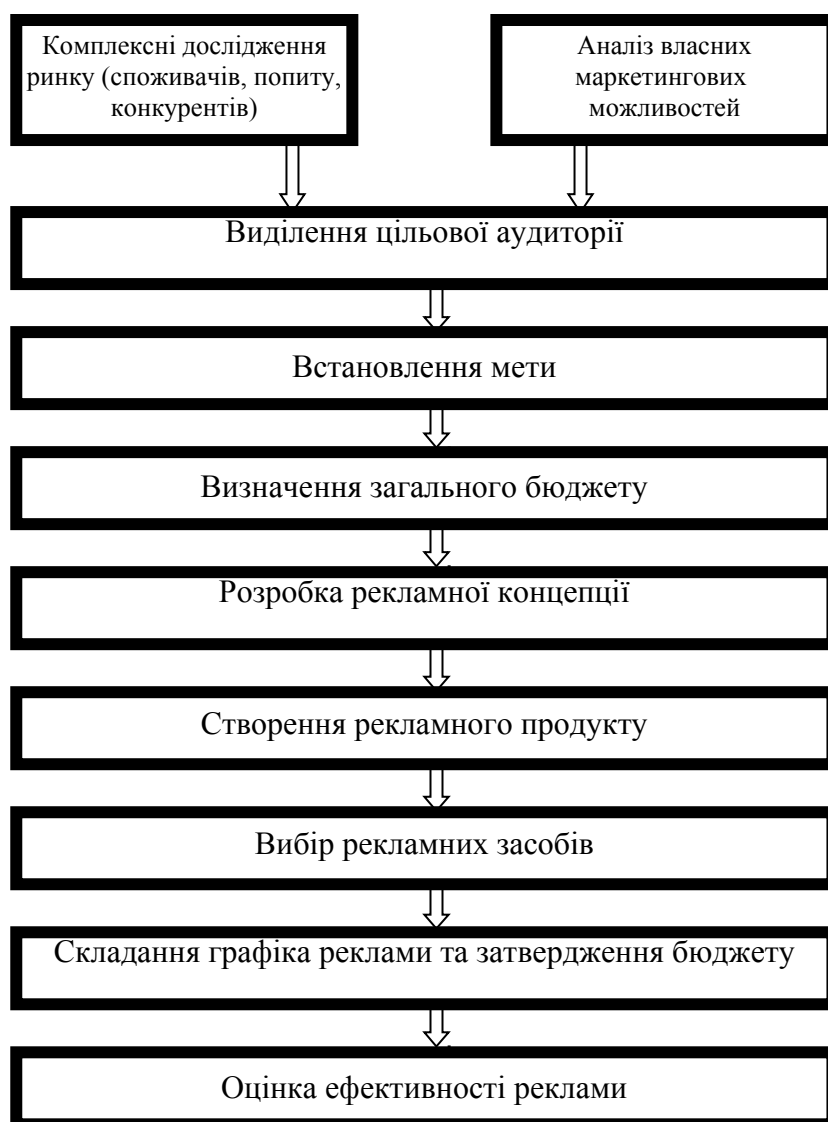 Комплексні дослідження
ринку (споживачів, попиту,
конкурентів)
Аналіз власних
маркетингових
можливостей
Виділення цільової аудиторії
Встановлення мети
Визначення загального бюджету
Розробка рекламної концепції
Створення рекламного продукту
Вибір рекламних засобів
Складання графіка реклами та затвердження бюджету
Оцінка ефективності реклами